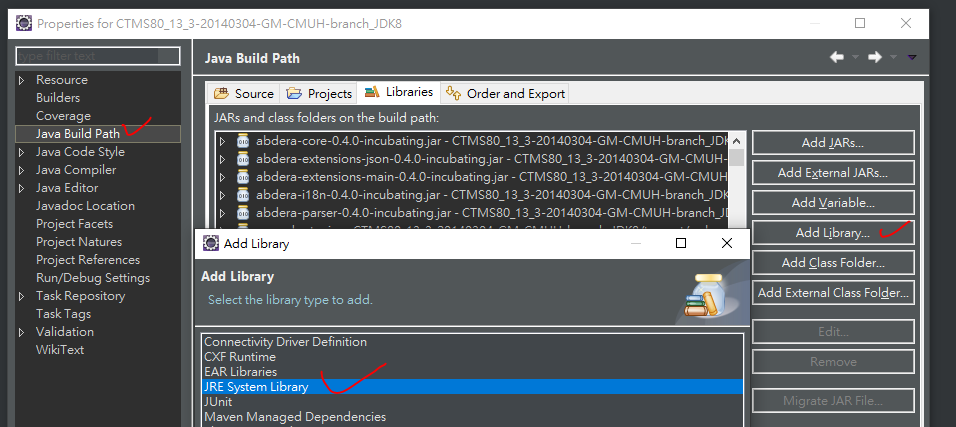 Properties for CTMS80_13_3-20140304-GM-CMUH-branch_JDK8
type filter text
Resource
Builders
Coverage
Java Build Path
Java Code Style
Java Compiler
Java Editor
Javadoc Location
Project Facets
Project Natures
Project References
Run/Debug Settings
Task Repository
Task Tags
Validation
WikiText
Java Build Path
Source
Projects
Libraries
Order and Export
JARs and class folders on the build path:
abdera-core-0.4.0-incubating.jar - CTMS80_13_3-20140304-GM-CMUH-branch_JDK
abdera-extensions-json-0.4.0-incubating.jar - CTMS80_13_3-20140304-GM-CMUH-
abdera-extensions-main-0.4.0-incubating.jar - CTMS80_13_3-20140304-GM-CMUH-
abdera-i18n-0.4.0-incubating.jar - CTMS80_13_3-20140304-GM-CMUH-branch_JDK
abdera-parser-0.4.0-incubating.jar - CTMS80_13_3-20140304-GM-CMUH-branch_JD
Add JARs...
Add External JARs...
Add Variable...
Add Library...
Add Class Folder...
Add External Class Folder...
Edit...
Remove
Migrate JAR File...
Add Library
Add Library
Select the library type to add.
Connectivity Driver Definition
CXF Runtime
EAR Libraries
JRE System Library
JUnit
Maven Managed Dependencies